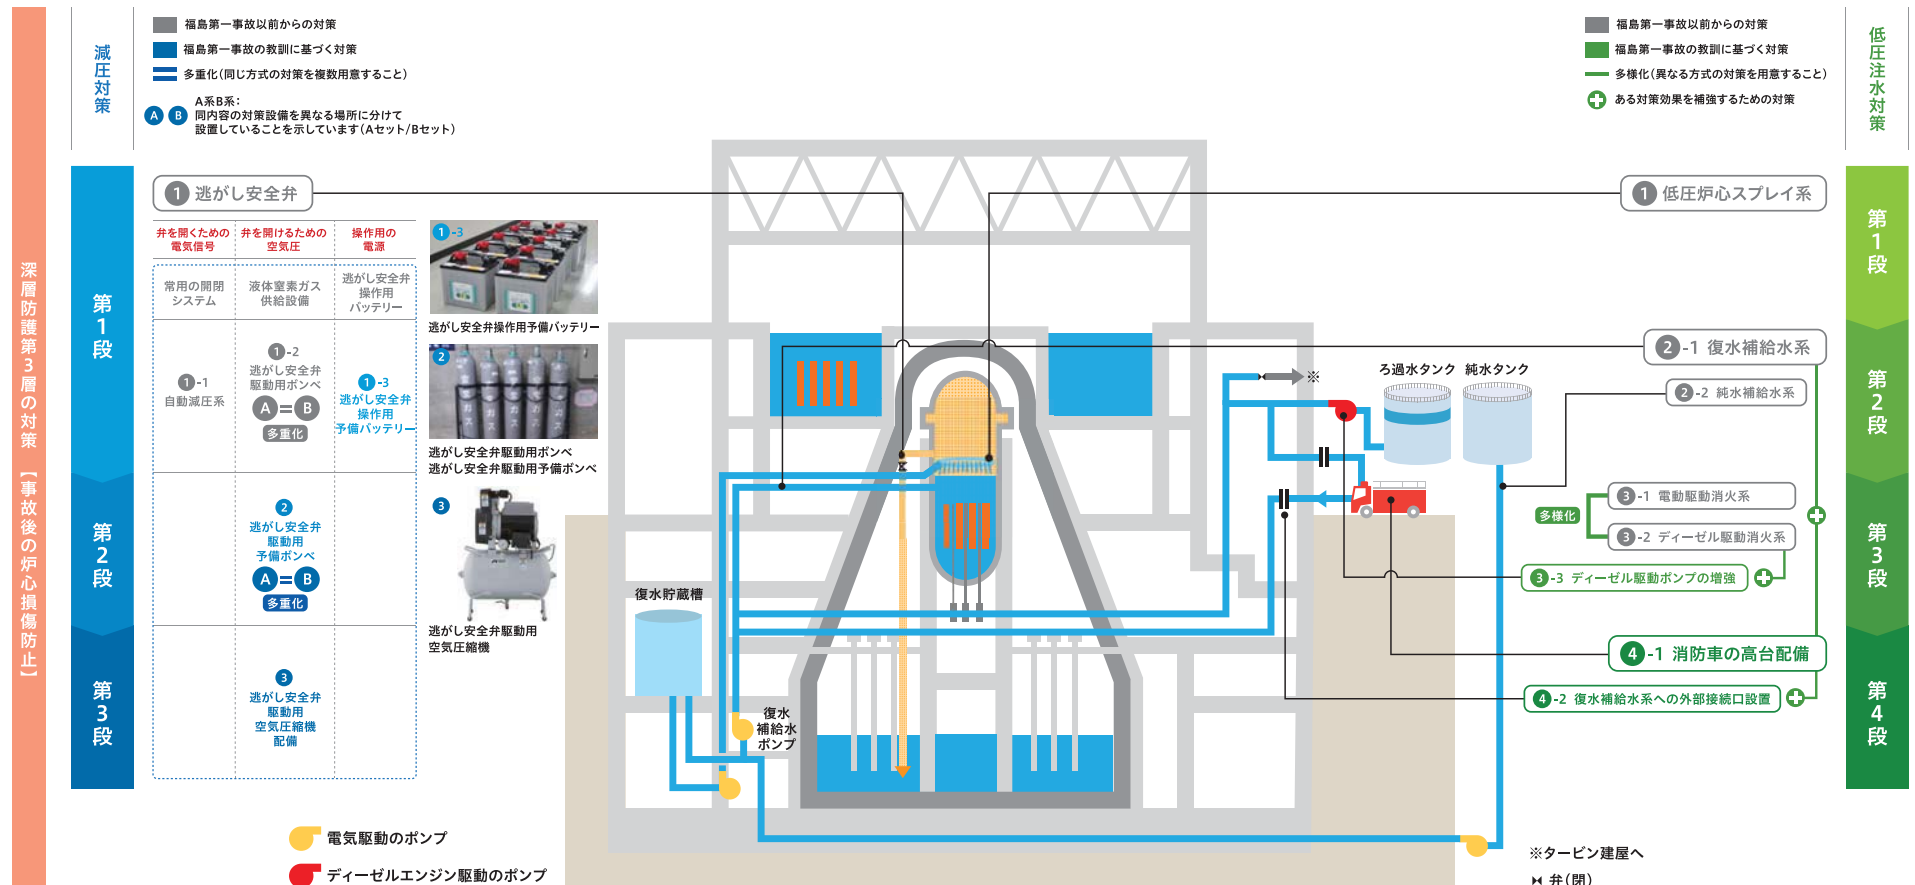 深層防護第3層の対策 【事故後の炉心損傷防止】
減圧対策
福島第一事故以前からの対策
福島第一事故の教訓に基づく対策
多重化(同じ方式の対策を複数用意すること)
A B
A系B系:
同内容の対策設備を異なる場所に分けて
設置していることを示しています(Aセット/Bセット)
福島第一事故以前からの対策
福島第一事故の教訓に基づく対策
多様化(異なる方式の対策を用意すること)
ある対策効果を補強するための対策
低圧注水対策
第1段
第2段
第3段
1 逃がし安全弁
弁を開くための
電気信号
弁を開けるための
空気圧
操作用の
電源
常用の開閉
システム
液体窒素ガス
供給設備
逃がし安全弁
操作用
バッテリー
1-1
自動減圧系
1-2
逃がし安全弁
駆動用ボンベ
A=B
多重化
1-3
逃がし安全弁
操作用
予備バッテリー
2
逃がし安全弁
駆動用
予備ボンベ
A=B
多重化
3
逃がし安全弁
駆動用
空気圧縮機
配備
1-3
逃がし安全弁操作用予備バッテリー
2
ガス ガス ガス ガス
逃がし安全弁駆動用ボンベ
逃がし安全弁駆動用予備ボンベ
3
逃がし安全弁駆動用
空気圧縮機
復水貯蔵槽
復水
補給水
ポンプ
※
ろ過水タンク 純水タンク
1 低圧炉心スプレイ系
2-1 復水補給水系
2-2 純水補給水系
3-1 電動駆動消火系
多様化
3-2 ディーゼル駆動消火系
3-3 ディーゼル駆動ポンプの増強
4-1 消防車の高台配備
4-2 復水補給水系への外部接続口設置
第1段
第2段
第3段
第4段
電気駆動のポンプ
ディーゼルエンジン駆動のポンプ
※タービン建屋へ
弁(閉)